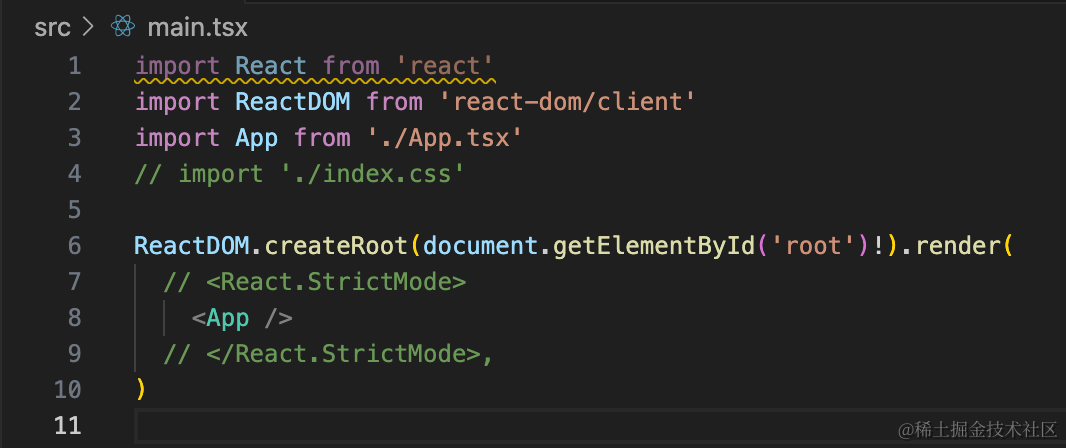 src > main.tsx
1 import React from 'react'
2 import ReactDOM from 'react-dom/client'
3 import App from './App.tsx'
4 // import './index.css'
5
6 ReactDOM.createRoot(document.getElementById('root')!).render(
7   // <React.StrictMode>
8     <App />
9   // </React.StrictMode>,
10 )
11
@稀土掘金技术社区